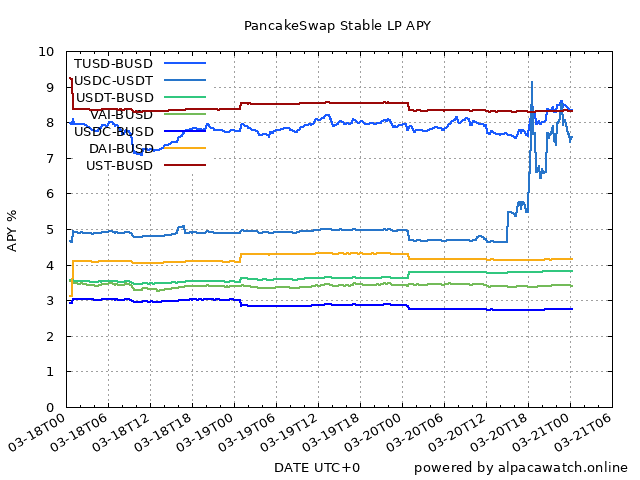 PancakeSwap Stable LP APY
10
9
8
7
6
5
4
3
2
1
0
APY %
TUSD-BUSD
USDC-USDT
USDT-BUSD
VAI-BUSD
USDC-BUSD
DAI-BUSD
UST-BUSD
03-18T00
03-18T06
03-18T12
03-18T18
03-19T00
03-19T06
03-19T12
03-19T18
03-20T00
03-20T06
03-20T12
03-20T18
03-21T00
03-21T06
DATE UTC+0
powered by alpacawatch.online